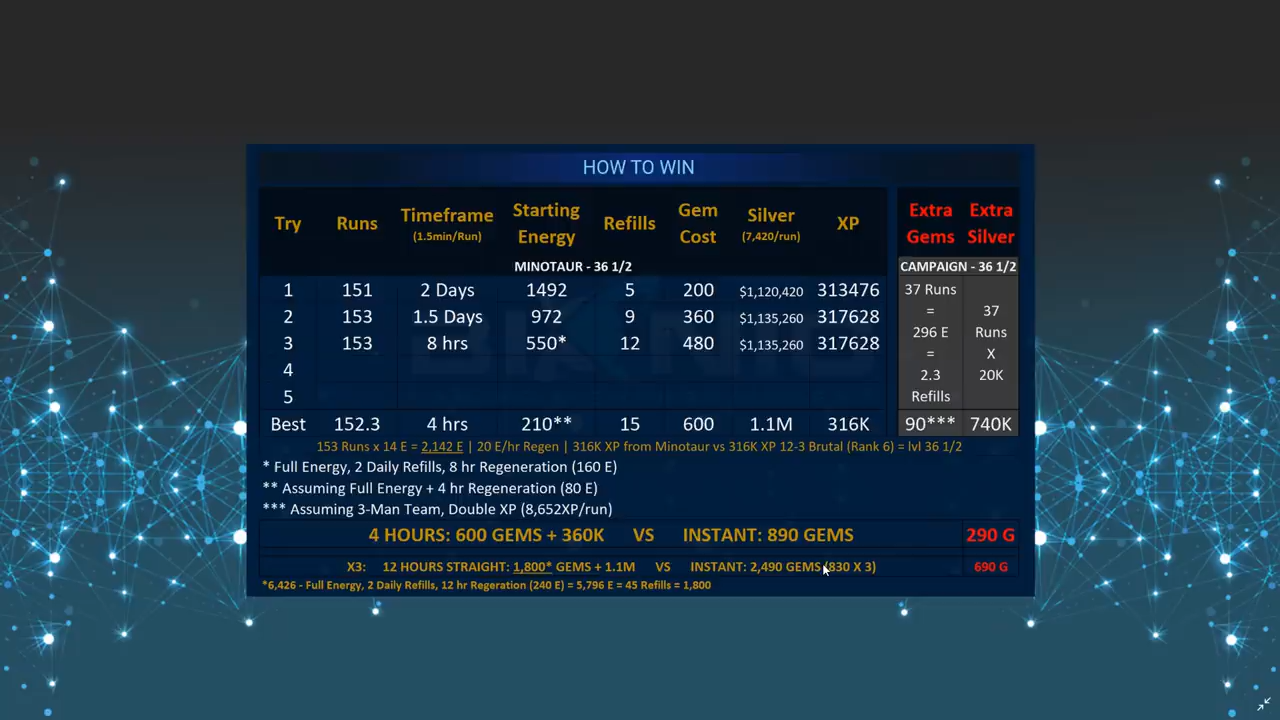 HOW TO WIN
Try Runs Timeframe (1.5min/Run) Starting Energy Refills Gem Cost Silver (7,420/run) XP Extra Gems Extra Silver
MINOTAUR - 36 1/2 CAMPAIGN - 36 1/2
1 151 2 Days 1492 5 200 $1,120,420 313476
2 153 1.5 Days 972 9 360 $1,135,260 317628
3 153 8 hrs 550* 12 480 $1,135,260 317628
4
5
37 Runs
=
296 E
=
2.3
Refills
37
Runs
X
20K
Best 152.3 4 hrs 210** 15 600 1.1M 316K 90*** 740K
153 Runs x 14 E = 2,142 E | 20 E/hr Regen | 316K XP from Minotaur vs 316K XP 12-3 Brutal (Rank 6) = lvl 36 1/2
* Full Energy, 2 Daily Refills, 8 hr Regeneration (160 E)
** Assuming Full Energy + 4 hr Regeneration (80 E)
*** Assuming 3-Man Team, Double XP (8,652XP/run)
4 HOURS: 600 GEMS + 360K VS INSTANT: 890 GEMS 290 G
X3: 12 HOURS STRAIGHT: 1,800* GEMS + 1.1M VS INSTANT: 2,490 GEMS (830 X 3) 690 G
*6,426 - Full Energy, 2 Daily Refills, 12 hr Regeneration (240 E) = 5,796 E = 45 Refills = 1,800